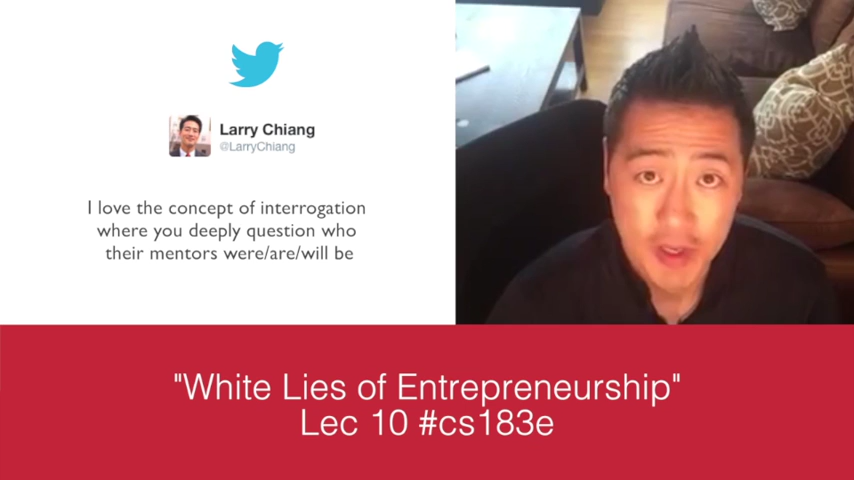 Larry Chiang
@LarryChiang
I love the concept of interrogation
where you deeply question who
their mentors were/are/will be
"White Lies of Entrepreneurship"
Lec 10 #cs183e